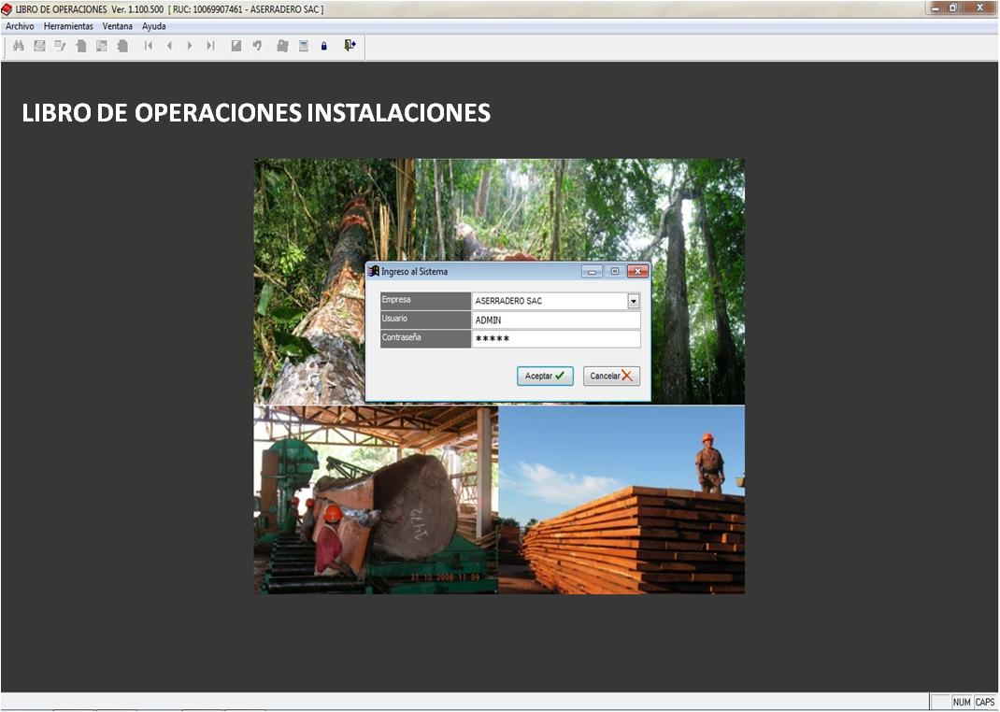 LIBRO DE OPERACIONES Ver. 1.100.500 [ RUC: 10069907461 - ASERRADERO SAC ]
Archivo Herramientas Ventana Ayuda
LIBRO DE OPERACIONES INSTALACIONES
Ingreso al Sistema
Empresa ASERRADERO SAC
Usuario ADMIN
Contraseña *****
Aceptar Cancelar
1472
31 10 2008 11 09
NUM CAPS